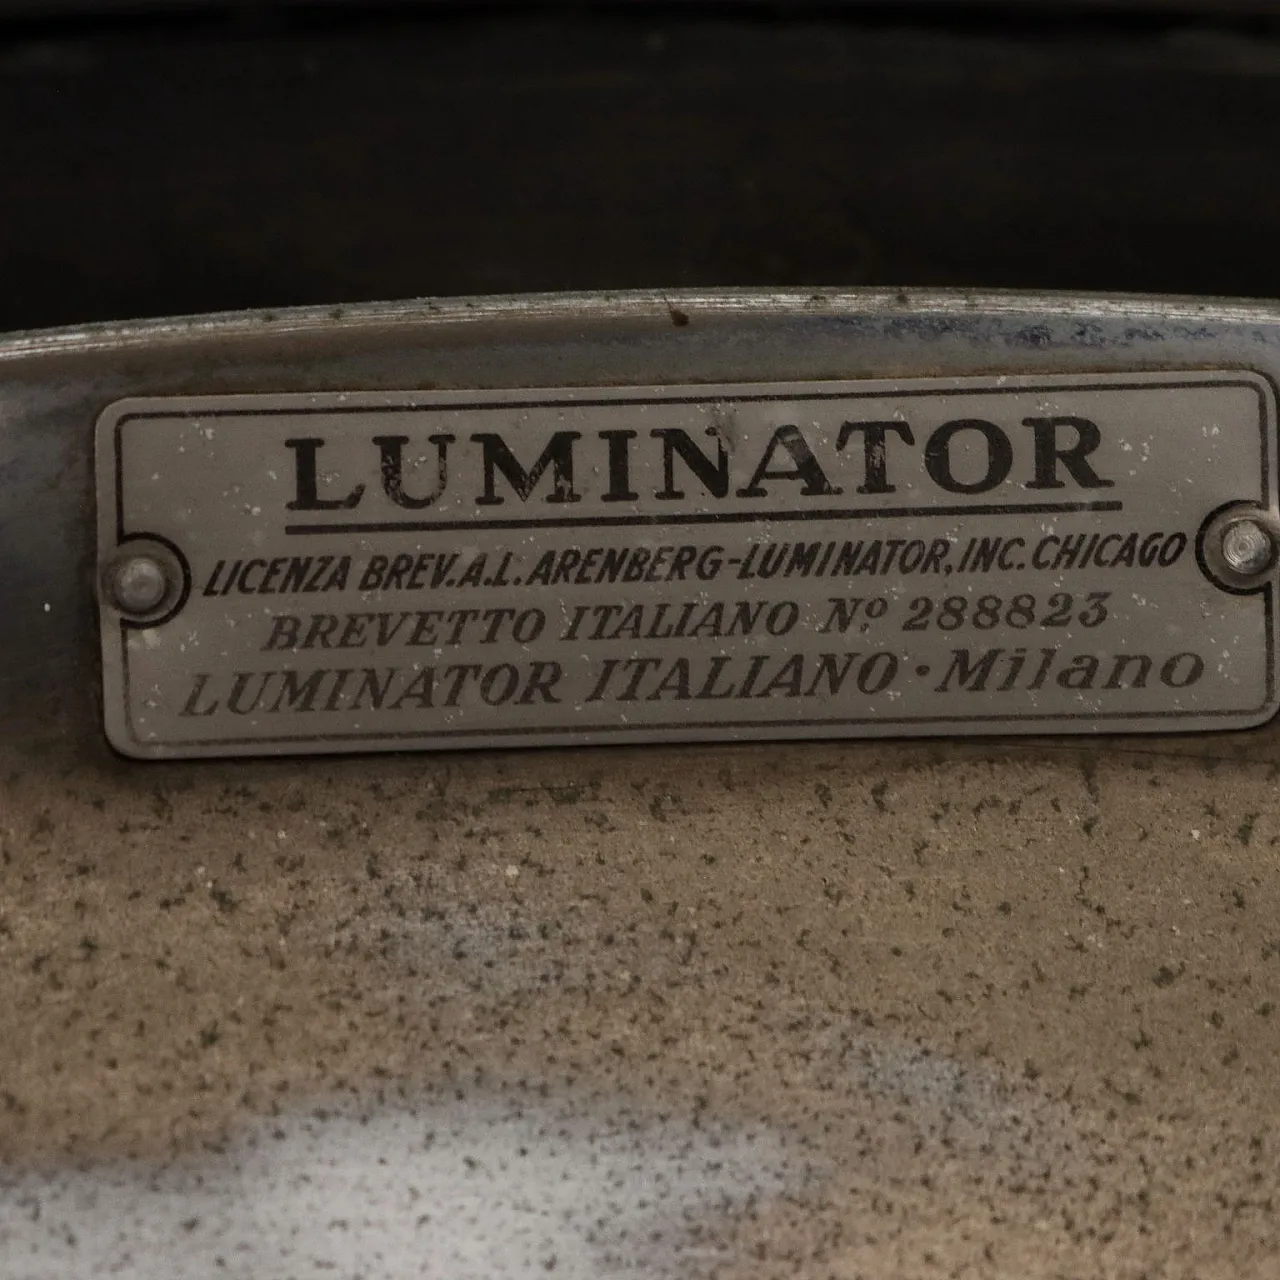 LUMINATOR
LICENZA BREV.A.L. ARENBERG-LUMINATOR, INC. CHICAGO
BREVETTO ITALIANO Nº 288823
LUMINATOR ITALIANO · Milano